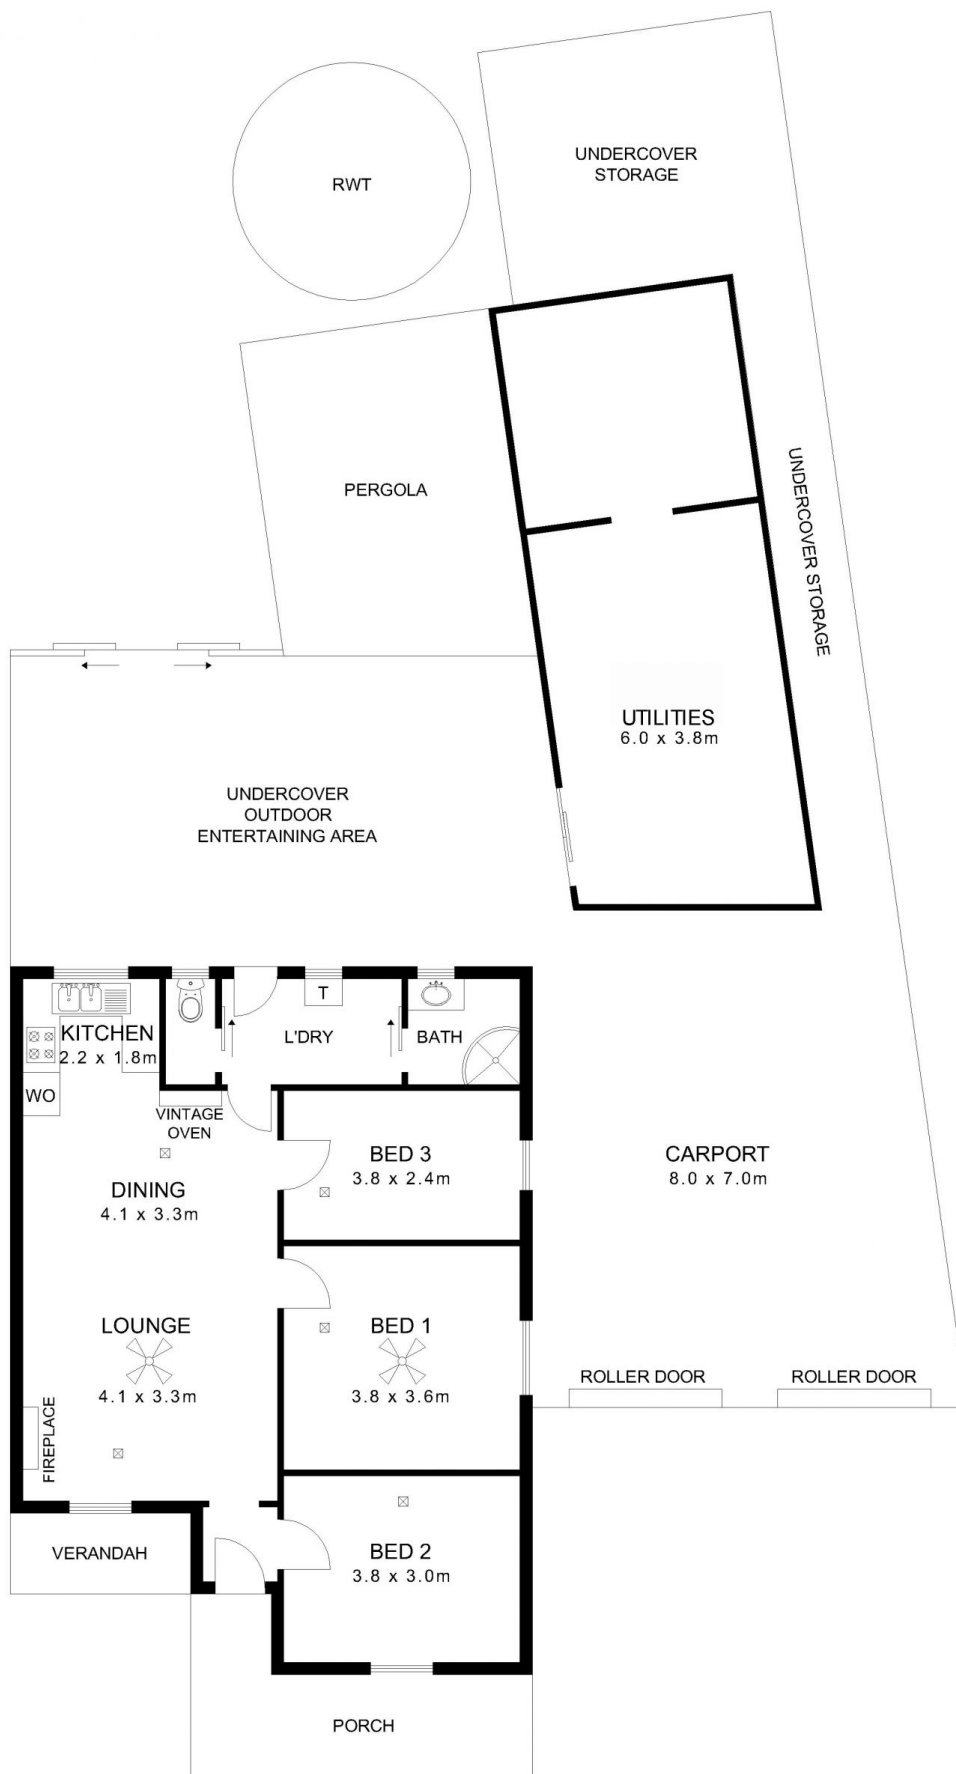 UNDERCOVER
STORAGE
RWT
UNDERCOVER STORAGE
PERGOLA
UTILITIES
6.0 x 3.8m
UNDERCOVER
OUTDOOR
ENTERTAINING AREA
T
KITCHEN
2.2 x 1.8m
L'DRY
BATH
WO
VINTAGE
OVEN
BED 3
3.8 x 2.4m
CARPORT
8.0 x 7.0m
DINING
4.1 x 3.3m
LOUNGE
4.1 x 3.3m
BED 1
3.8 x 3.6m
ROLLER DOOR
ROLLER DOOR
FIREPLACE
VERANDAH
BED 2
3.8 x 3.0m
PORCH